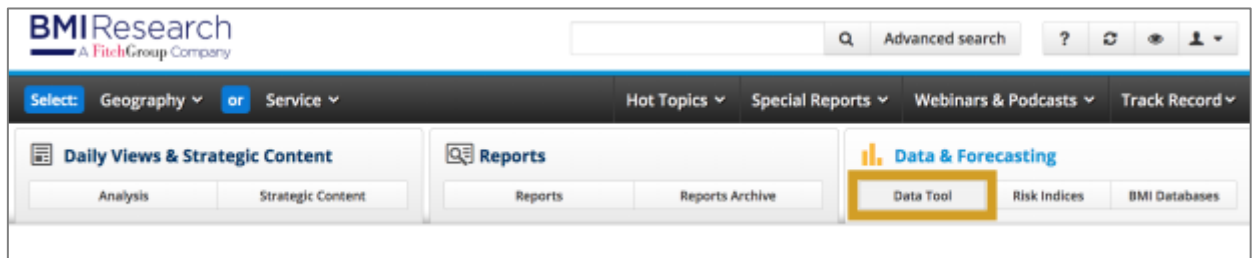 BMIResearch
A FitchGroup Company
Advanced search ?
Select: Geography or Service Hot Topics Special Reports Webinars & Podcasts Track Record
Daily Views & Strategic Content Reports Data & Forecasting
Analysis Strategic Content Reports Reports Archive Data Tool Risk Indices BMI Databases